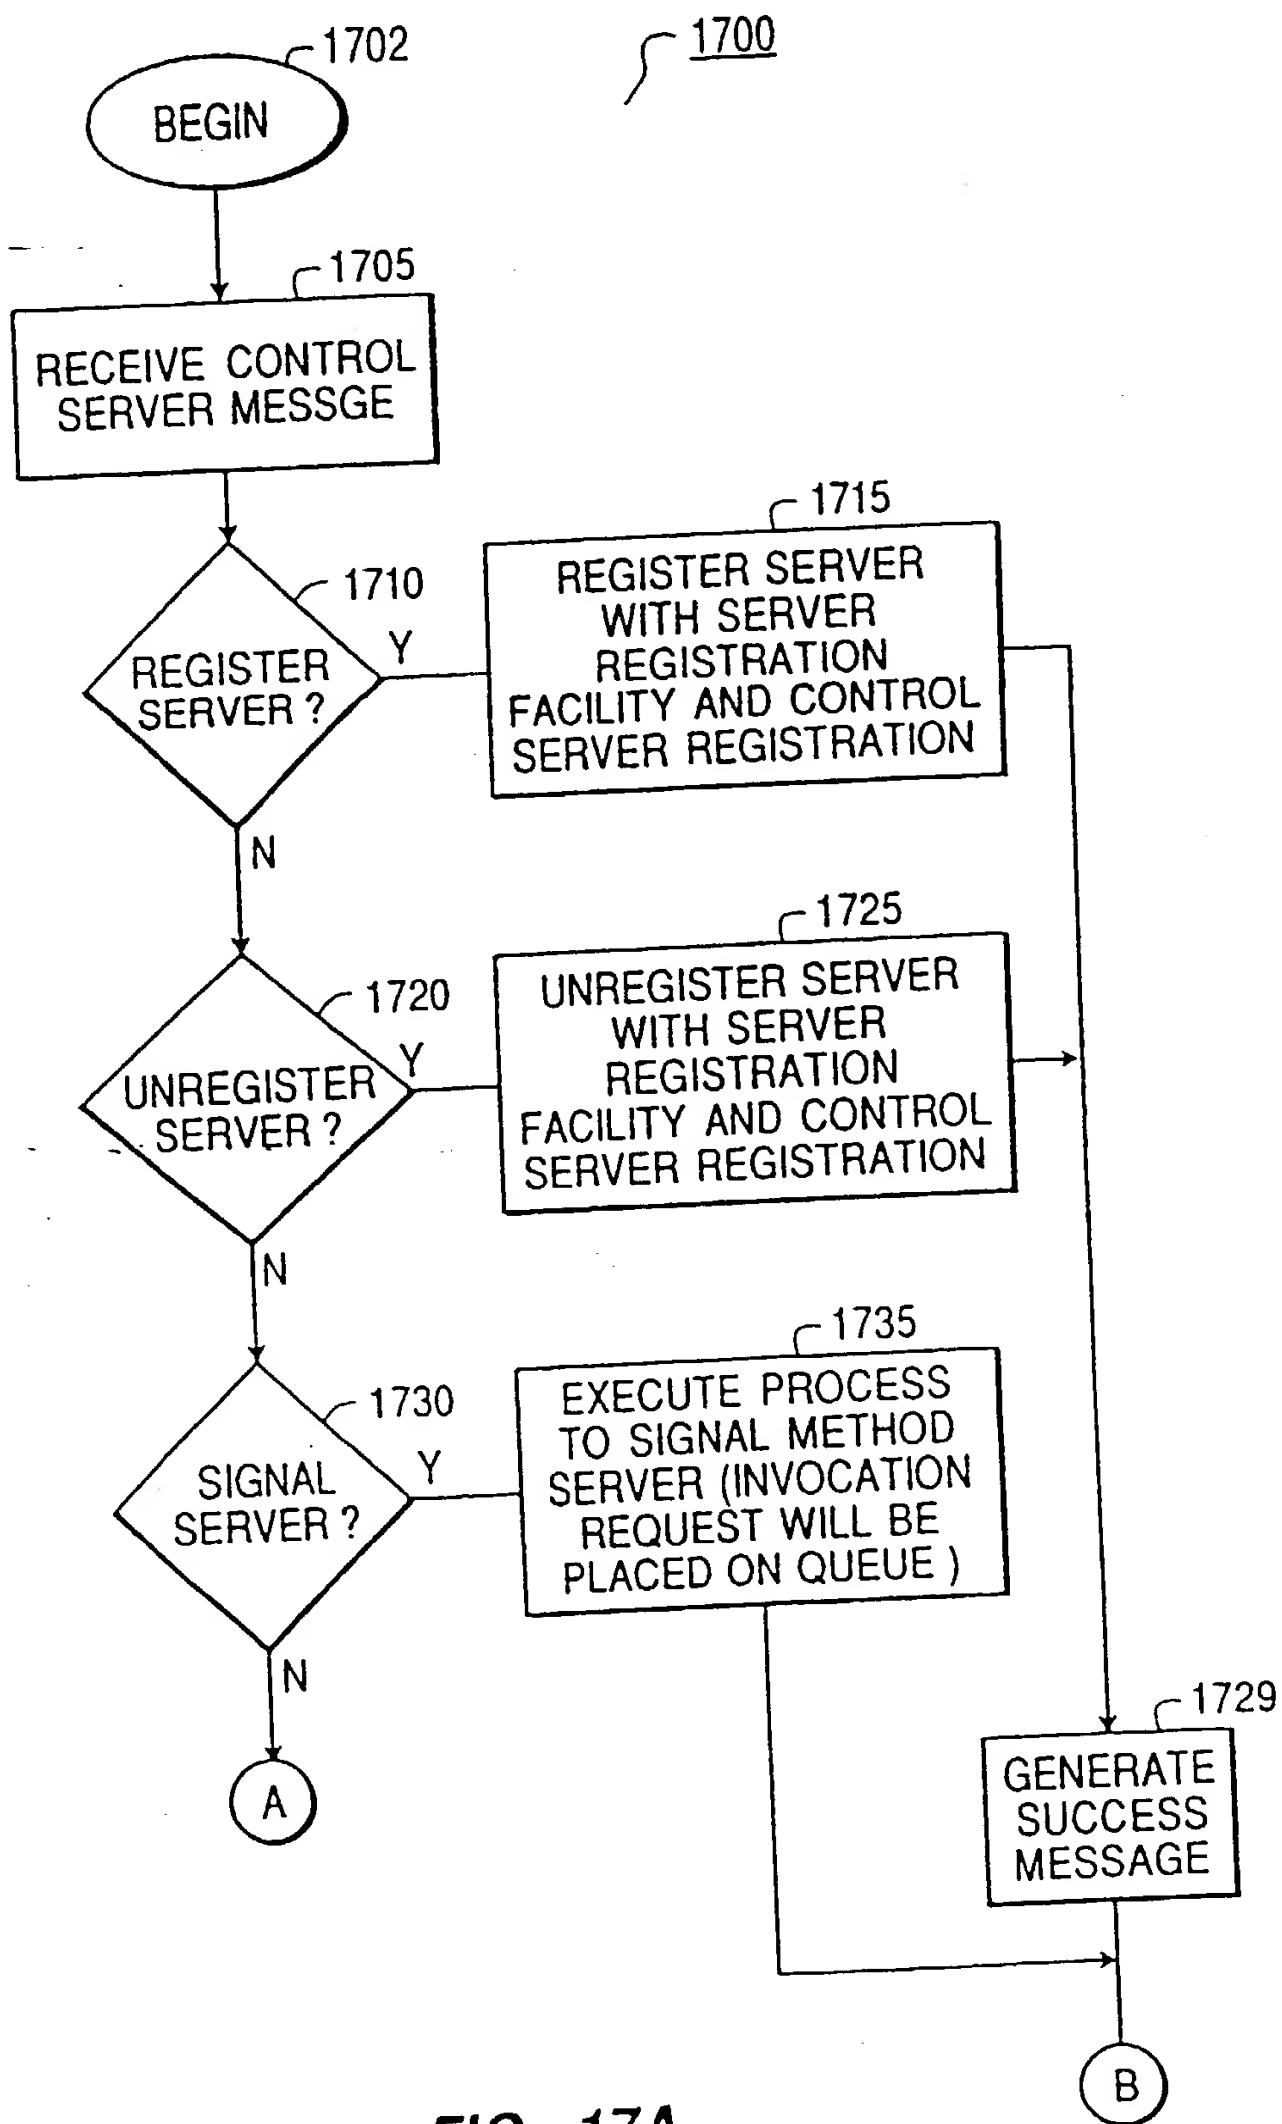 1702
1700
BEGIN
1705
RECEIVE CONTROL
SERVER MESSGE
1710
REGISTER
SERVER ?
Y
N
1715
REGISTER SERVER
WITH SERVER
REGISTRATION
FACILITY AND CONTROL
SERVER REGISTRATION
1720
UNREGISTER
SERVER ?
Y
N
1725
UNREGISTER SERVER
WITH SERVER
REGISTRATION
FACILITY AND CONTROL
SERVER REGISTRATION
1730
SIGNAL
SERVER ?
Y
N
1735
EXECUTE PROCESS
TO SIGNAL METHOD
SERVER (INVOCATION
REQUEST WILL BE
PLACED ON QUEUE )
A
1729
GENERATE
SUCCESS
MESSAGE
B
FIG. 17A